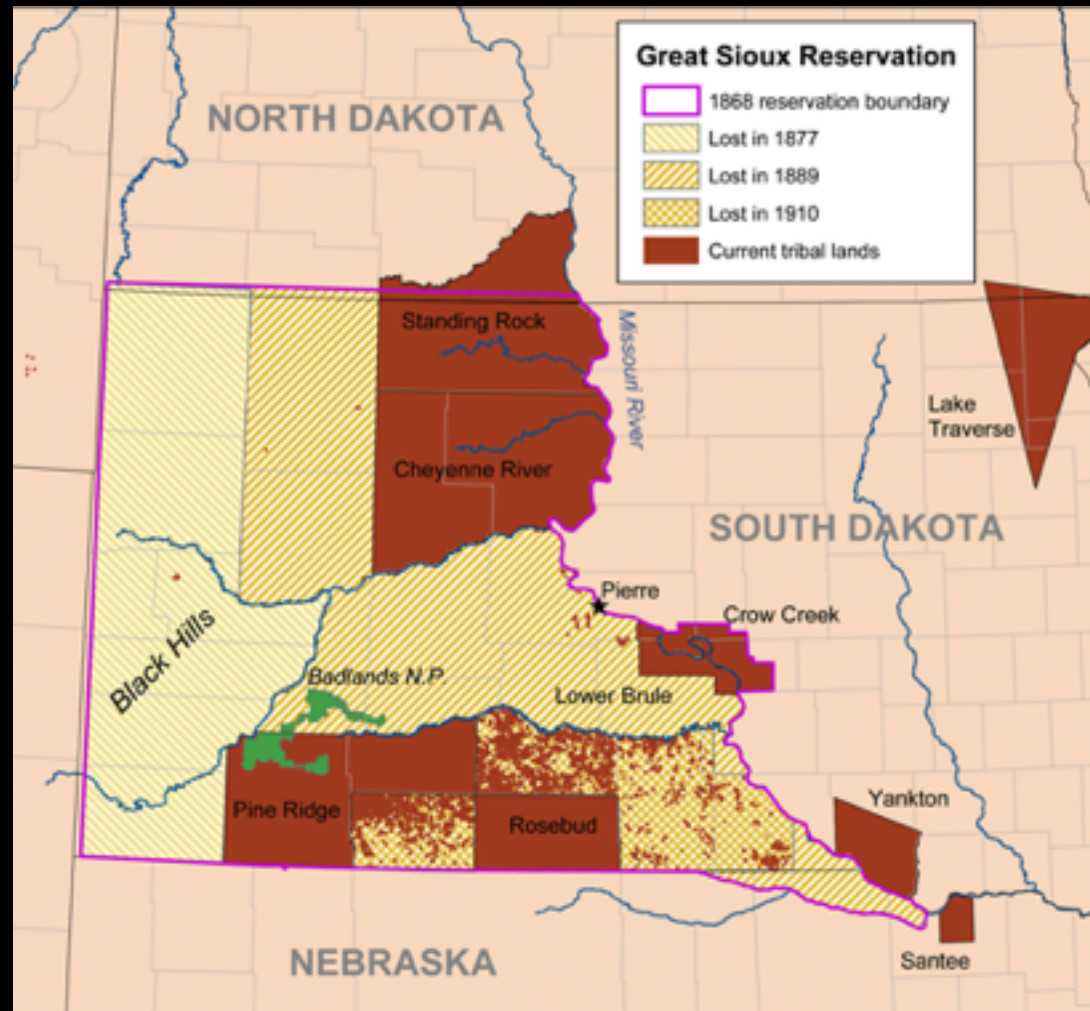 Great Sioux Reservation
1868 reservation boundary
Lost in 1877
Lost in 1889
Lost in 1910
Current tribal lands
NORTH DAKOTA
Standing Rock
Missouri River
Lake
Traverse
Cheyenne River
SOUTH DAKOTA
Pierre
Crow Creek
Black Hills
Badlands N.P.
Lower Brule
Yankton
Pine Ridge
Rosebud
NEBRASKA
Santee